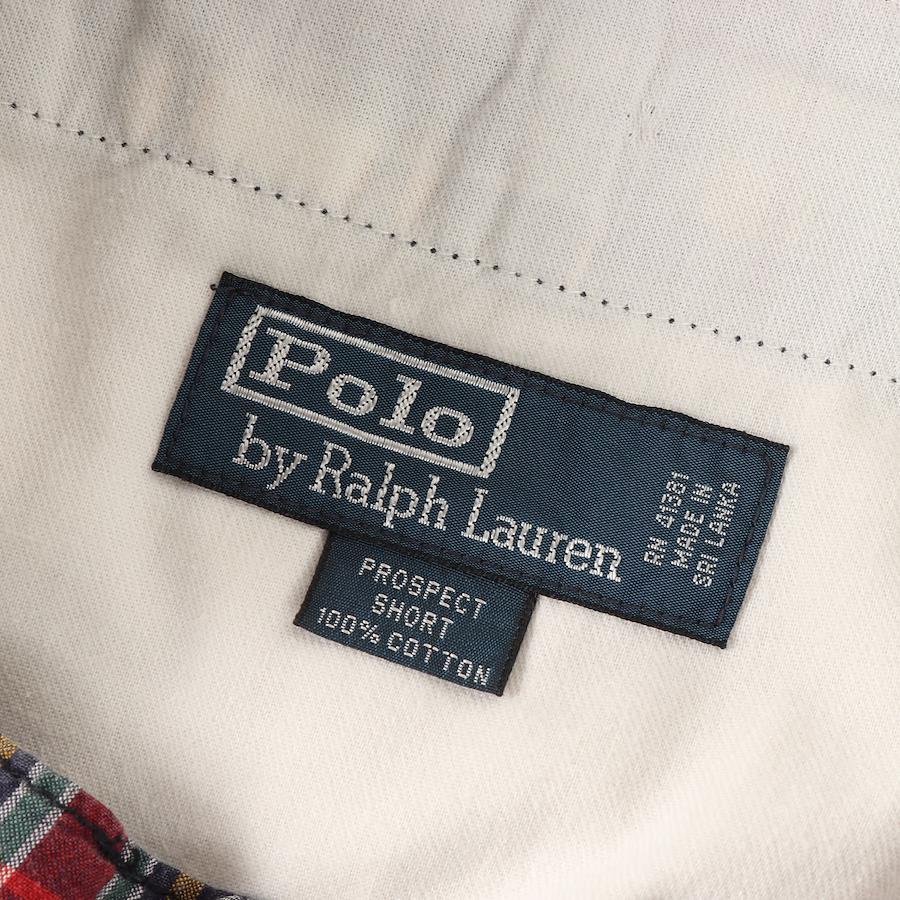 Polo
by Ralph Lauren
RN 41381
MADE IN
SRI LANKA
PROSPECT
SHORT
100% COTTON